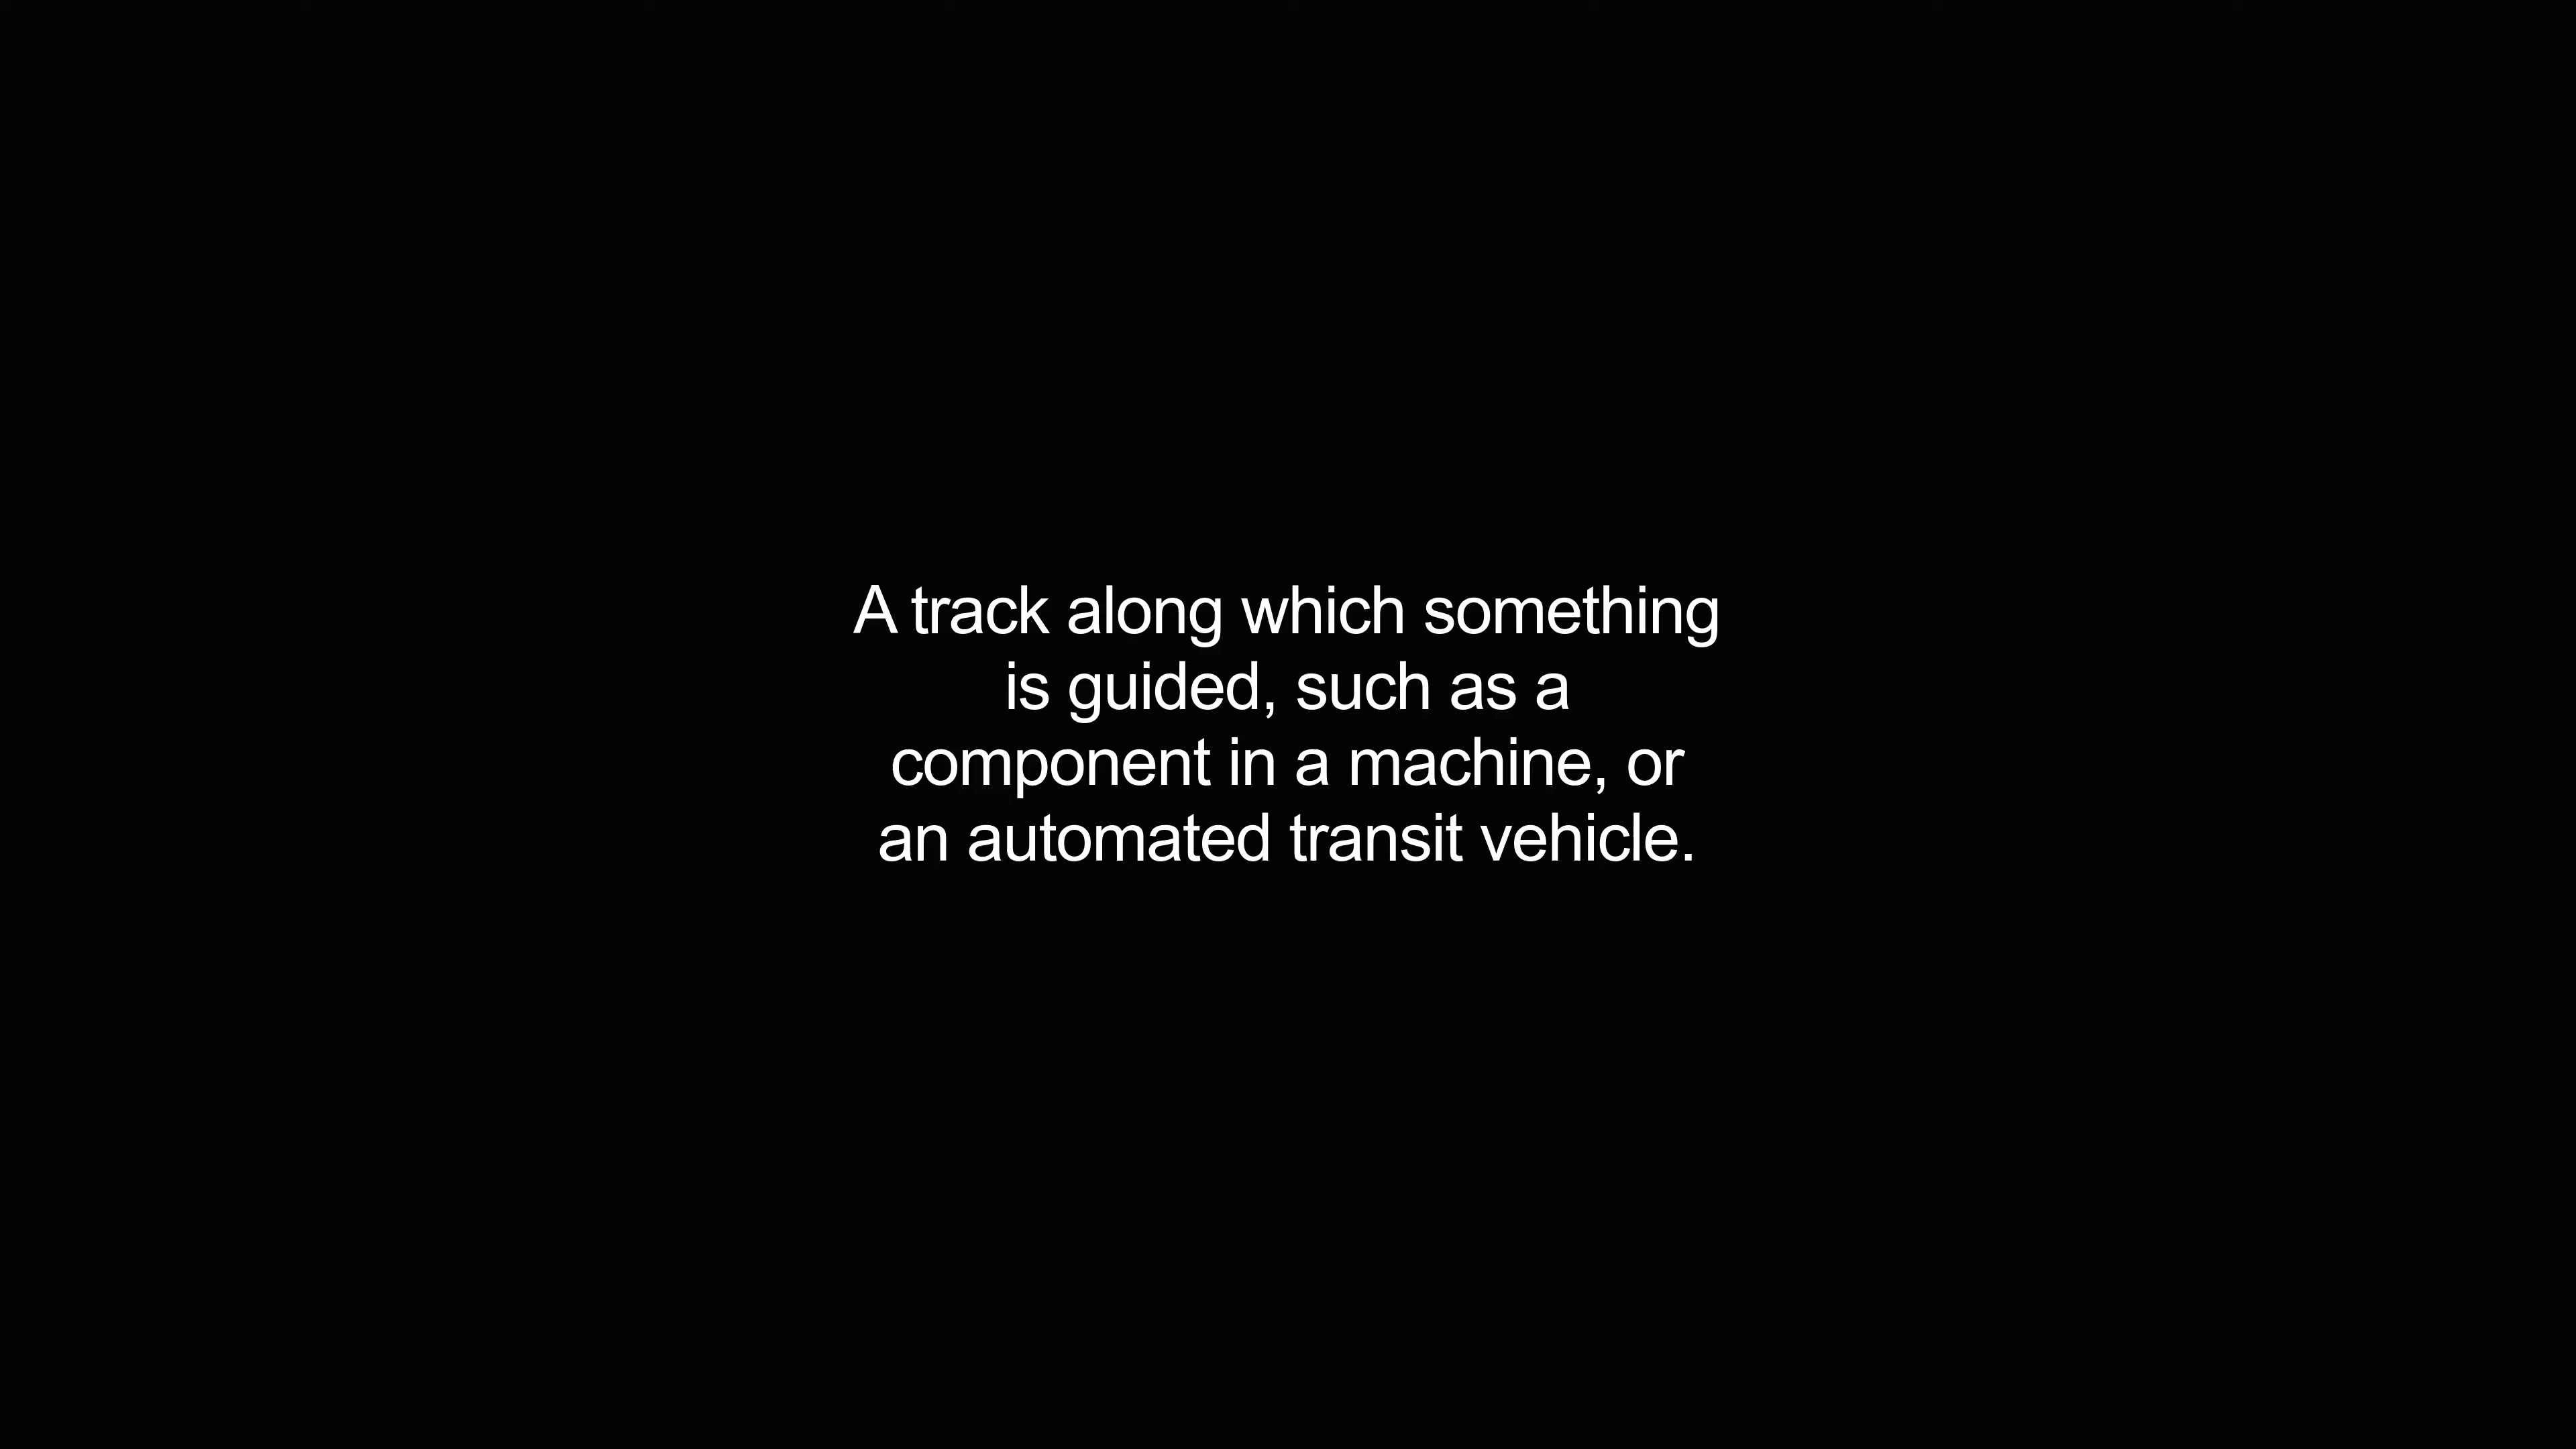 A track along which something
is guided, such as a
component in a machine, or
an automated transit vehicle.